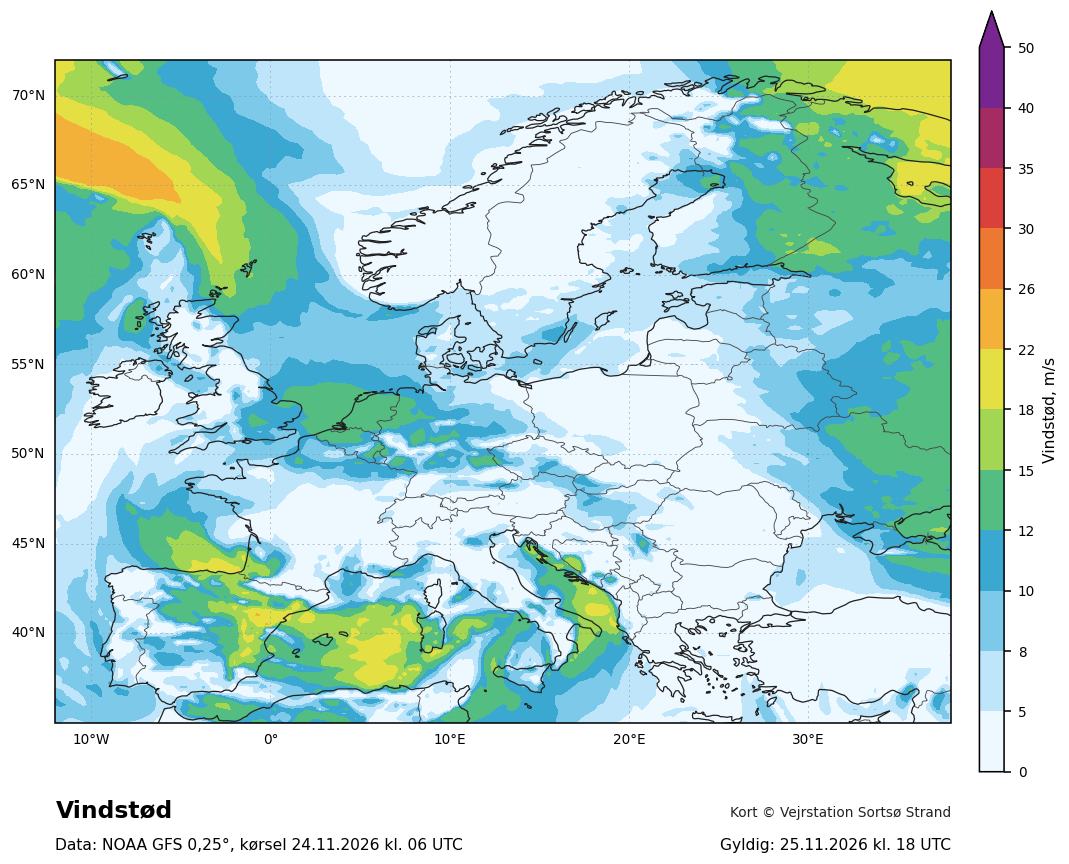 50
40
35
30
26
22
18
15
12
10
8
5
0
Vindstød, m/s
70°N
65°N
60°N
55°N
50°N
45°N
40°N
10°W
0°
10°E
20°E
30°E
Vindstød
Kort © Vejrstation Sortsø Strand
Data: NOAA GFS 0,25°, kørsel 24.11.2026 kl. 06 UTC
Gyldig: 25.11.2026 kl. 18 UTC